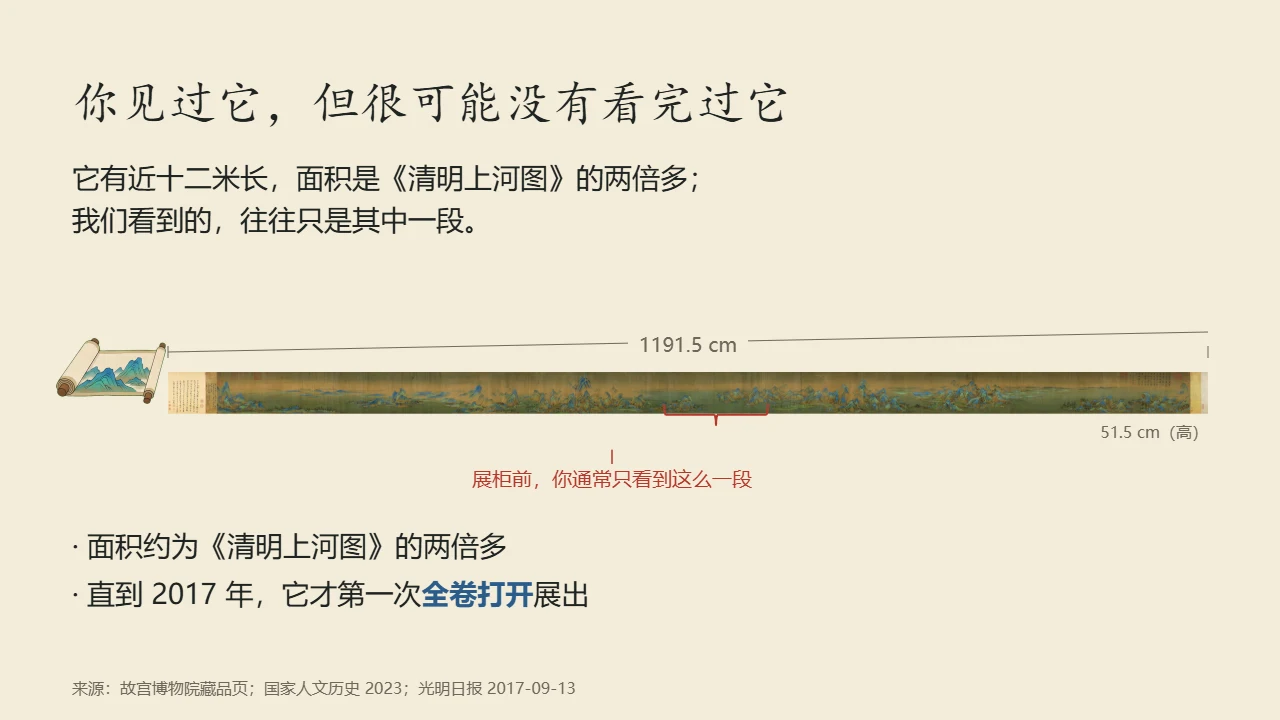 你见过它，但很可能没有看完过它
它有近十二米长，面积是《清明上河图》的两倍多；
我们看到的，往往只是其中一段。
1191.5 cm
51.5 cm（高）
展柜前，你通常只看到这么一段
· 面积约为《清明上河图》的两倍多
· 直到 2017 年，它才第一次全卷打开展出
来源：故宫博物院藏品页；国家人文历史 2023；光明日报 2017-09-13